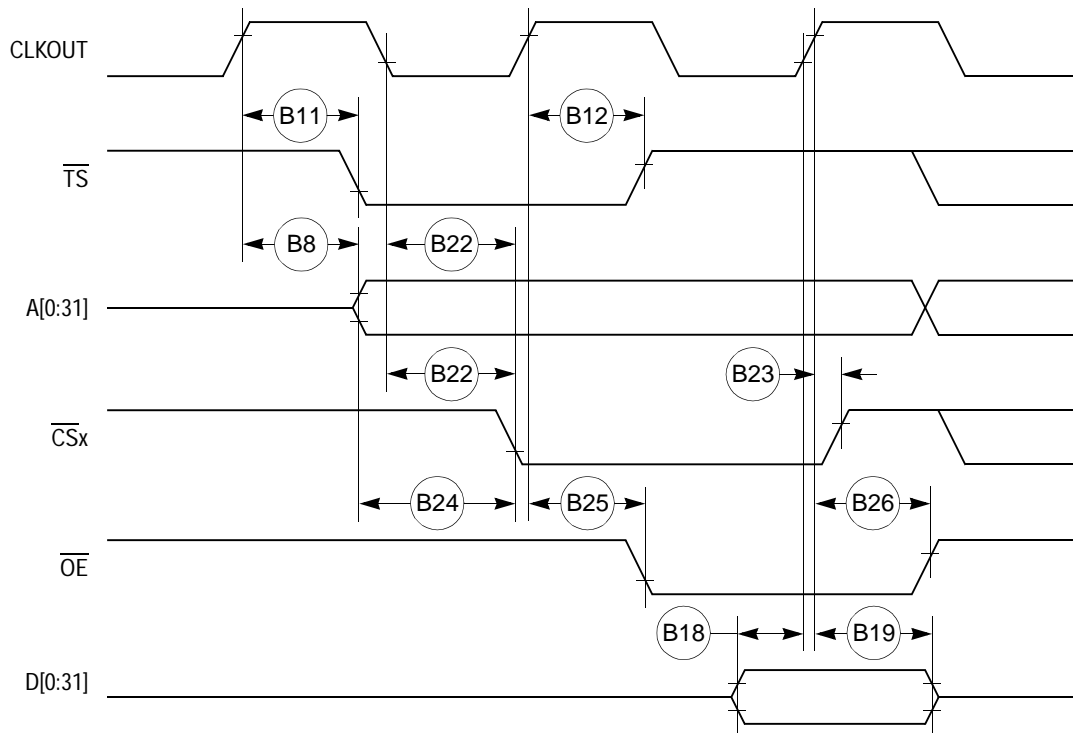 CLKOUT
B11
B12
TS
B8
B22
A[0:31]
B22
B23
CSx
B24
B25
B26
OE
B18
B19
D[0:31]